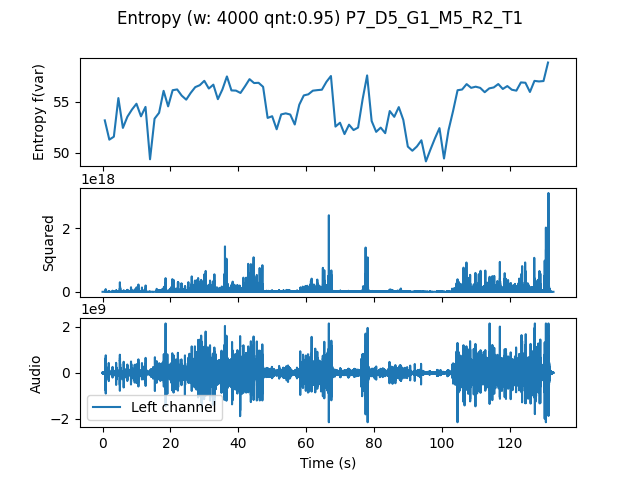 Entropy (w: 4000 qnt:0.95) P7_D5_G1_M5_R2_T1
Entropy f(var)
55
50
1e18
Squared
2
0
1e9
Audio
2
0
−2
Left channel
0 20 40 60 80 100 120
Time (s)